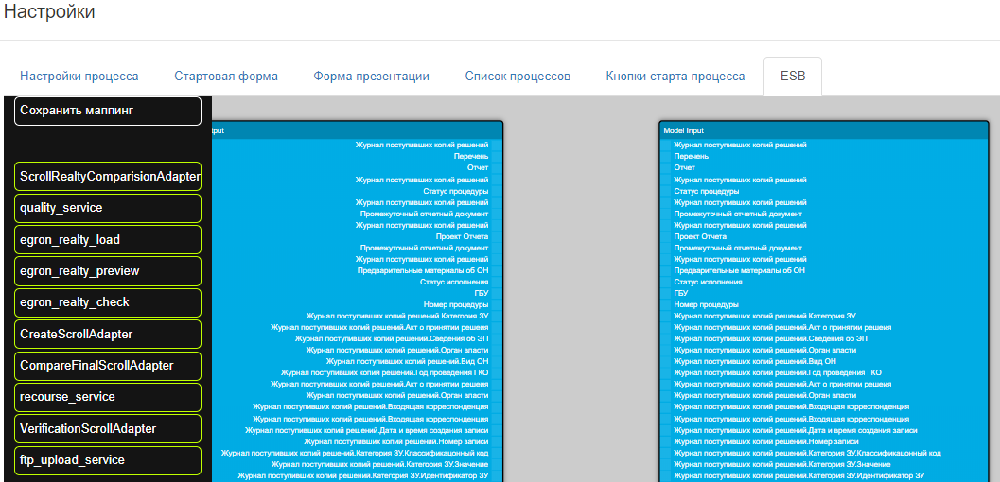 Настройки
Настройки процесса
Стартовая форма
Форма презентации
Список процессов
Кнопки старта процесса
ESB
Сохранить маппинг
ScrollRealtyComparisionAdapter
quality_service
egron_realty_load
egron_realty_preview
egron_realty_check
CreateScrollAdapter
CompareFinalScrollAdapter
recourse_service
VerificationScrollAdapter
ftp_upload_service
Журнал поступивших копий решений
Перечень
Отчет
Журнал поступивших копий решений
Статус процедуры
Журнал поступивших копий решений
Промежуточный отчетный документ
Журнал поступивших копий решений
Проект Отчета
Промежуточный отчетный документ
Журнал поступивших копий решений
Предварительные материалы об ОН
Статус исполнения
ГБУ
Номер процедуры
Журнал поступивших копий решений.Категория ЗУ
Журнал поступивших копий решений.Акт о принятии решеия
Журнал поступивших копий решений.Сведения об ЭП
Журнал поступивших копий решений.Орган власти
Журнал поступивших копий решений.Вид ОН
Журнал поступивших копий решений.Год проведения ГКО
Журнал поступивших копий решений.Акт о принятии решеия
Журнал поступивших копий решений.Орган власти
Журнал поступивших копий решений.Входящая корреспонденция
Журнал поступивших копий решений.Входящая корреспонденция
Журнал поступивших копий решений.Дата и время создания записи
Журнал поступивших копий решений.Номер записи
Журнал поступивших копий решений.Категория ЗУ.Классификационный код
Журнал поступивших копий решений.Категория ЗУ.Значение
Журнал поступивших копий решений.Категория ЗУ.Идентификатор ЗУ
Model Input
Журнал поступивших копий решений
Перечень
Отчет
Журнал поступивших копий решений
Статус процедуры
Журнал поступивших копий решений
Промежуточный отчетный документ
Журнал поступивших копий решений
Проект Отчета
Промежуточный отчетный документ
Журнал поступивших копий решений
Предварительные материалы об ОН
Статус исполнения
ГБУ
Номер процедуры
Журнал поступивших копий решений.Категория ЗУ
Журнал поступивших копий решений.Акт о принятии решеия
Журнал поступивших копий решений.Сведения об ЭП
Журнал поступивших копий решений.Орган власти
Журнал поступивших копий решений.Вид ОН
Журнал поступивших копий решений.Год проведения ГКО
Журнал поступивших копий решений.Акт о принятии решеия
Журнал поступивших копий решений.Орган власти
Журнал поступивших копий решений.Входящая корреспонденция
Журнал поступивших копий решений.Входящая корреспонденция
Журнал поступивших копий решений.Дата и время создания записи
Журнал поступивших копий решений.Номер записи
Журнал поступивших копий решений.Категория ЗУ.Классификационный код
Журнал поступивших копий решений.Категория ЗУ.Значение
Журнал поступивших копий решений.Категория ЗУ.Идентификатор ЗУ